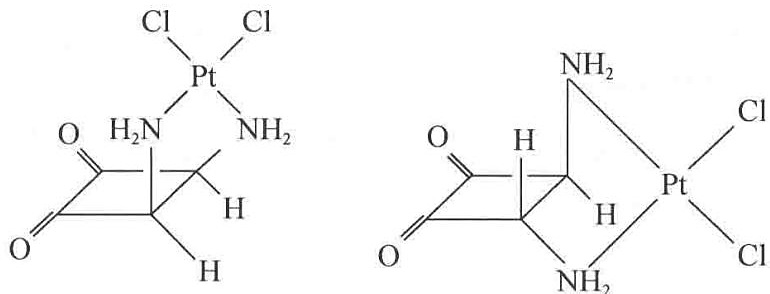 Cl Cl
Pt
H₂N NH₂
O
H
O
H
NH₂
Cl
O H
Pt
H
O
NH₂ Cl